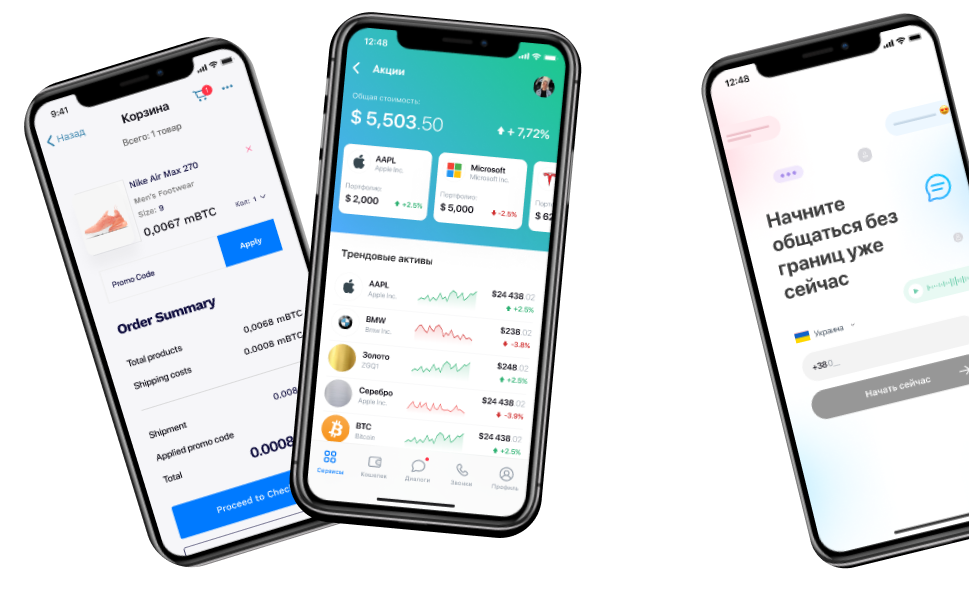 9:41
Назад
Корзина
1
Всего: 1 товар
Nike Air Max 270
Men's Footwear
Size: 9
0,0067 mBTC
Кол: 1
Promo Code
Apply
Order Summary
Total products
0,0068 mBTC
Shipping costs
0.0008 mBTC
Shipment
0,008
Applied promo code
Total
0.0008
Proceed to Chec
12:48
Акции
Общая стоимость:
$ 5,503.50
+ 7,72%
AAPL
Apple Inc.
Портфолио:
$ 2,000
+2.5%
Microsoft
Microsoft Inc.
Портфолио:
$ 5,000
-2.5%
$ 62
Трендовые активы
AAPL
Apple Inc.
$24 438.02
+2.5%
BMW
Bmw Inc.
$238.02
-3.8%
Золото
ZGQ1
$248.02
+2.5%
Серебро
Apple Inc.
$24 438.02
-3.9%
BTC
Bitcoe
$24 438.02
+2.5%
Сервисы
Кошелек
Диалоги
Звонки
Профиль
12:48
Начните
общаться без
границ уже
сейчас
Украина
+380_
Начать сейчас